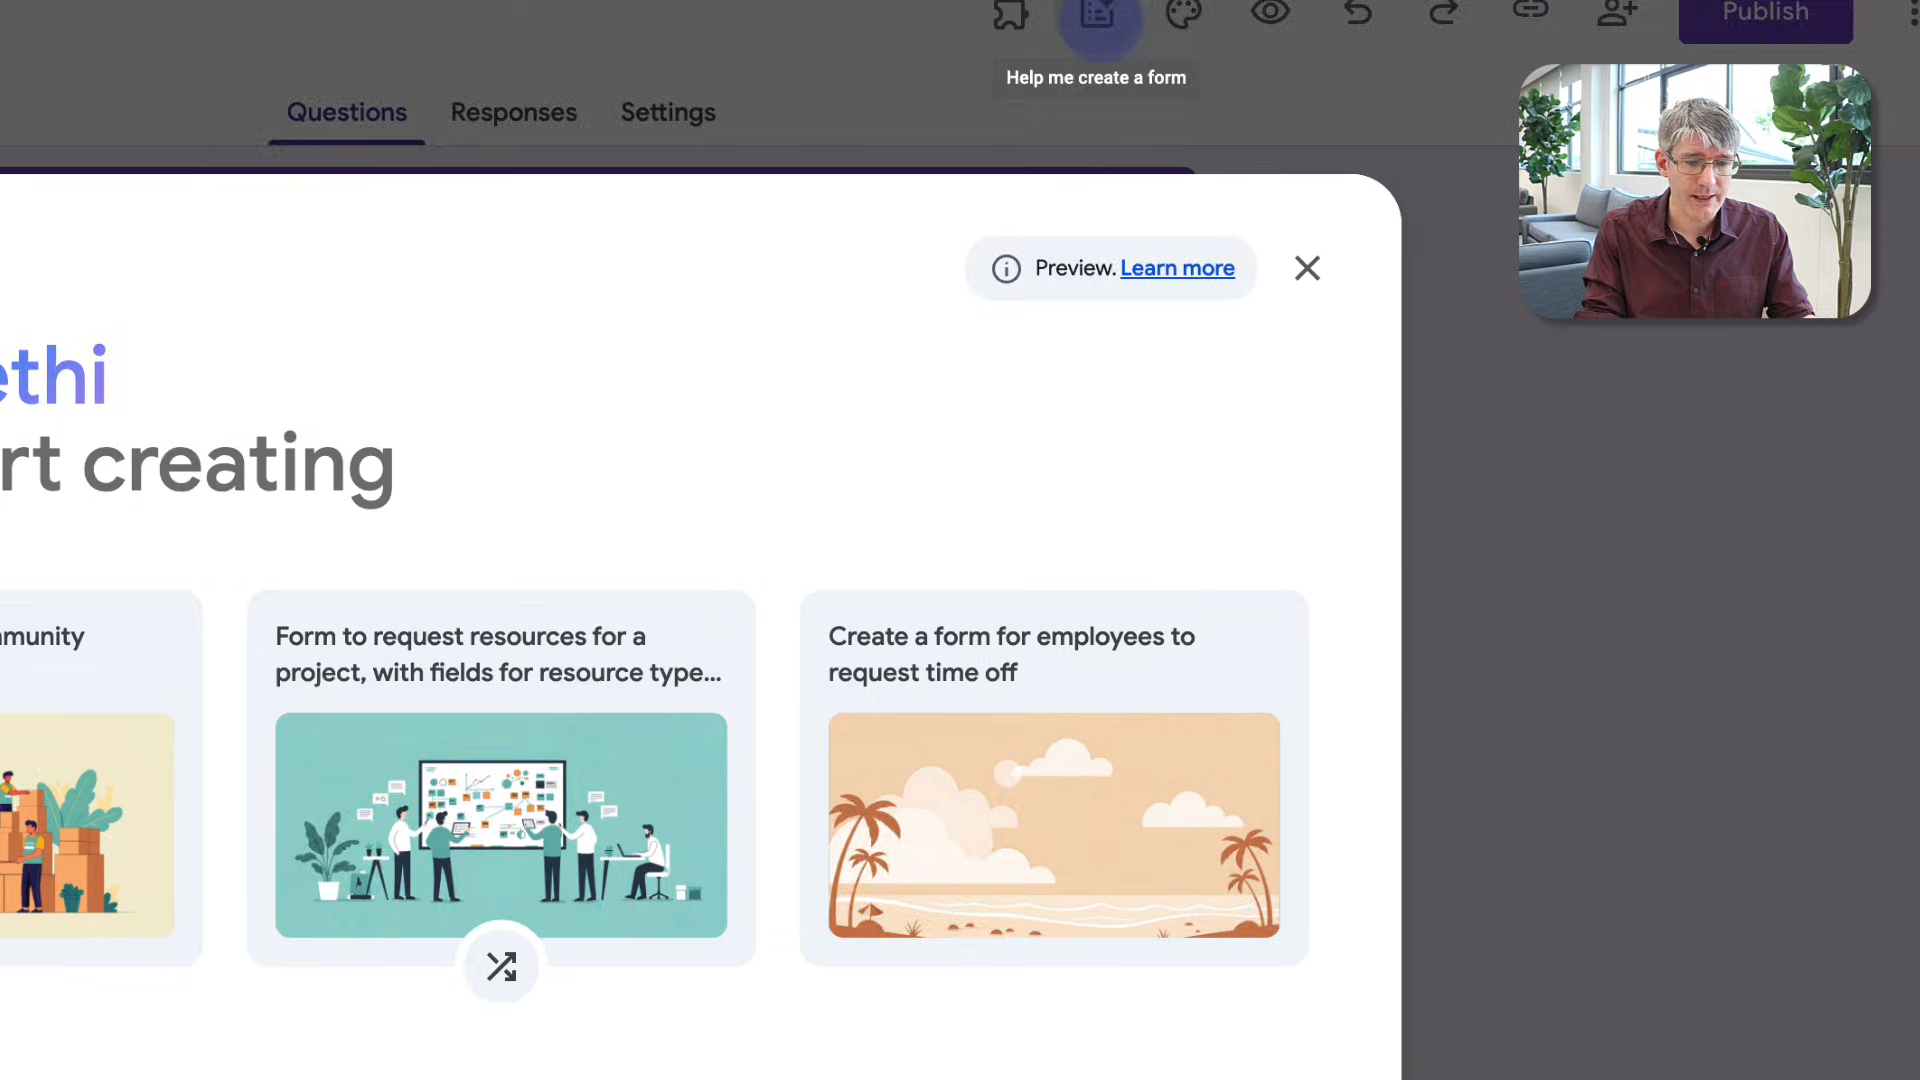 Publish
Help me create a form
Questions Responses Settings
Preview. Learn more
ethi
rt creating
munity
Form to request resources for a
project, with fields for resource type...
Create a form for employees to
request time off